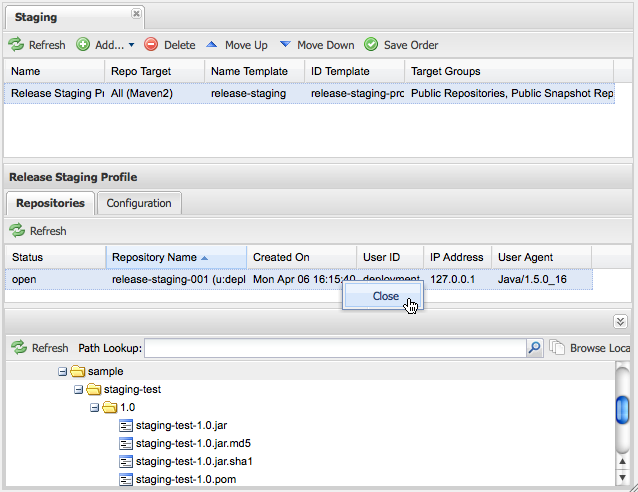 Staging
Refresh Add... Delete Move Up Move Down Save Order
Name Repo Target Name Template ID Template Target Groups
Release Staging Pr All (Maven2) release-staging release-staging-pro Public Repositories, Public Snapshot Rep
Release Staging Profile
Repositories Configuration
Refresh
Status Repository Name Created On User ID IP Address User Agent
open release-staging-001 (u:depl Mon Apr 06 16:15:40 deployment 127.0.0.1 Java/1.5.0_16
Close
Refresh Path Lookup: Browse Loca
sample
staging-test
1.0
staging-test-1.0.jar
staging-test-1.0.jar.md5
staging-test-1.0.jar.sha1
staging-test-1.0.pom